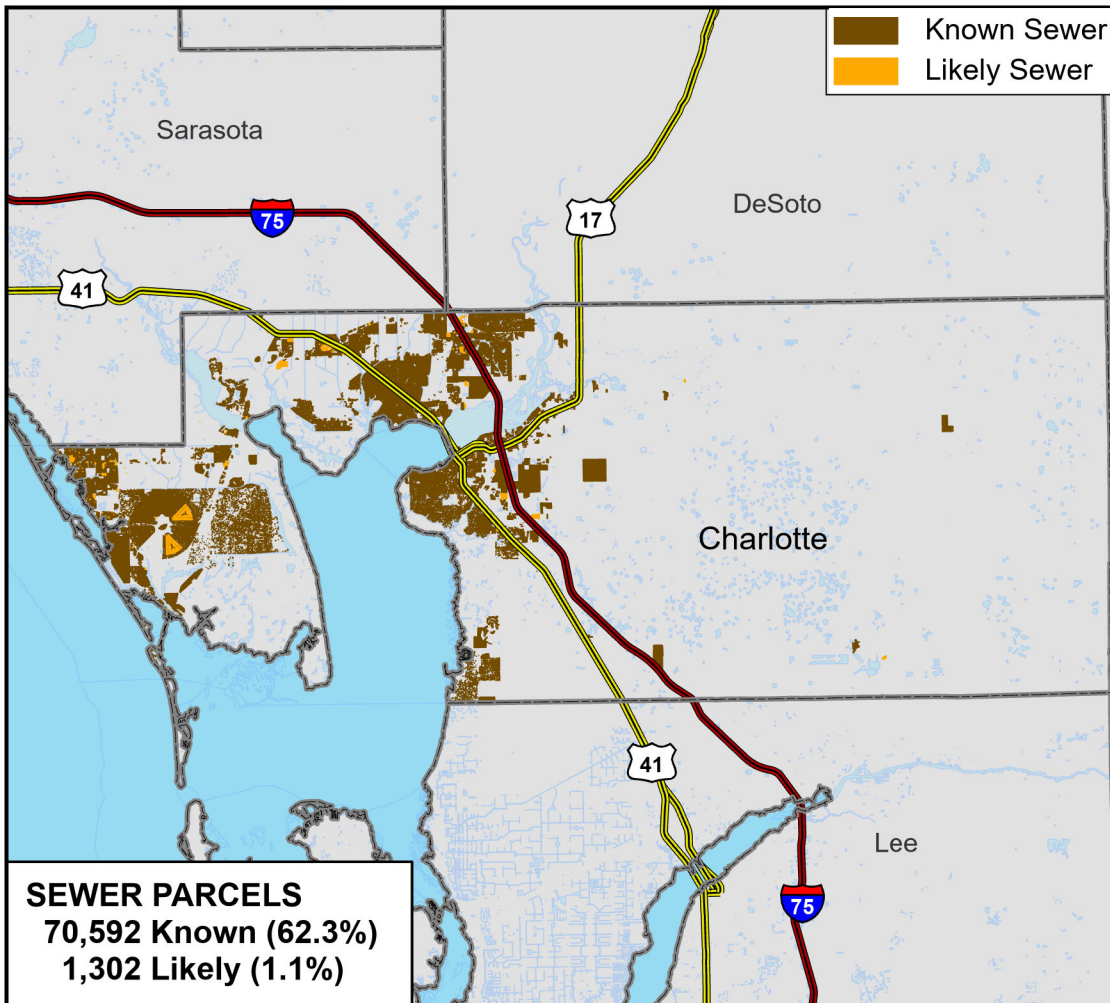 Known Sewer
Likely Sewer
Sarasota
75
17
DeSoto
41
Charlotte
41
Lee
75
SEWER PARCELS
70,592 Known (62.3%)
1,302 Likely (1.1%)